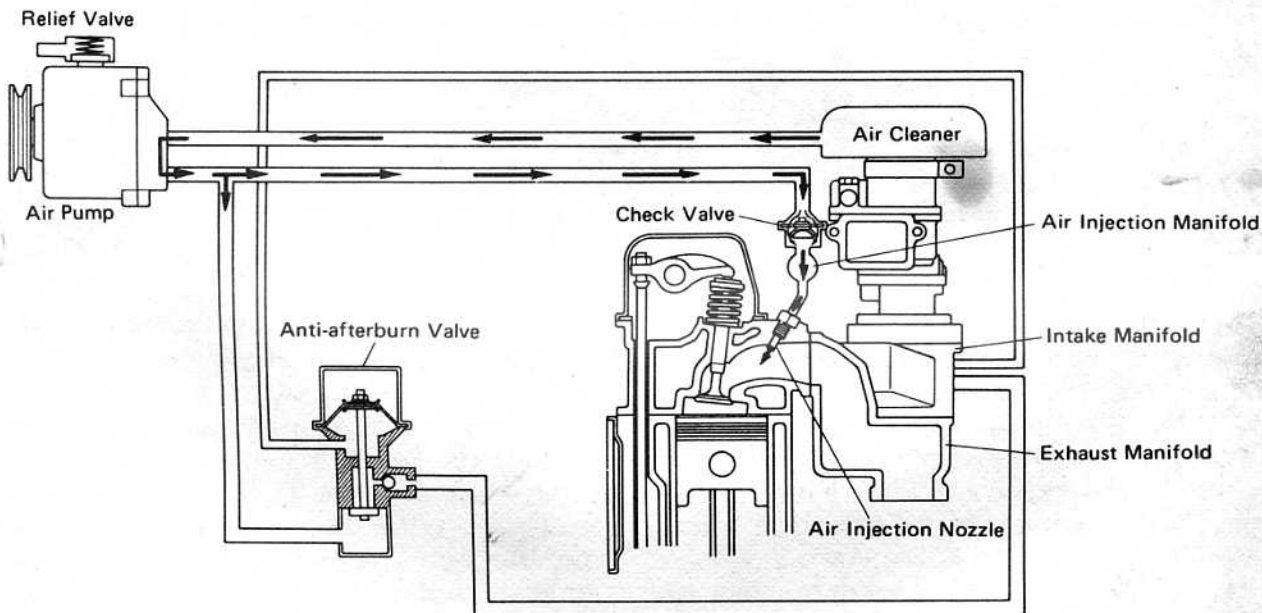 Relief Valve
Air Cleaner
Air Pump
Check Valve
Air Injection Manifold
Anti-afterburn Valve
Intake Manifold
Exhaust Manifold
Air Injection Nozzle